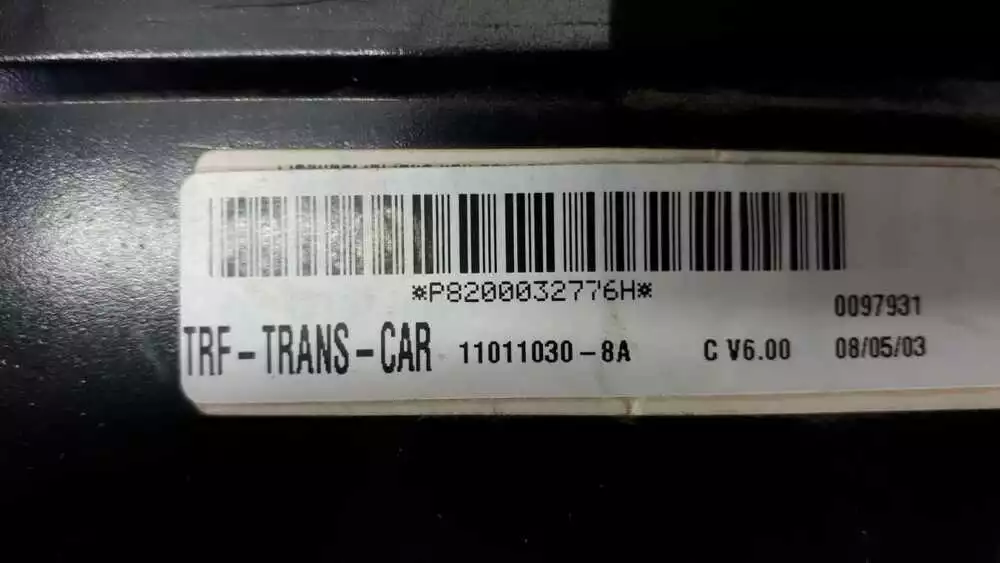 *P8200032776H*
0097931
TRF-TRANS-CAR 11011030-8A C V6.00 08/05/03